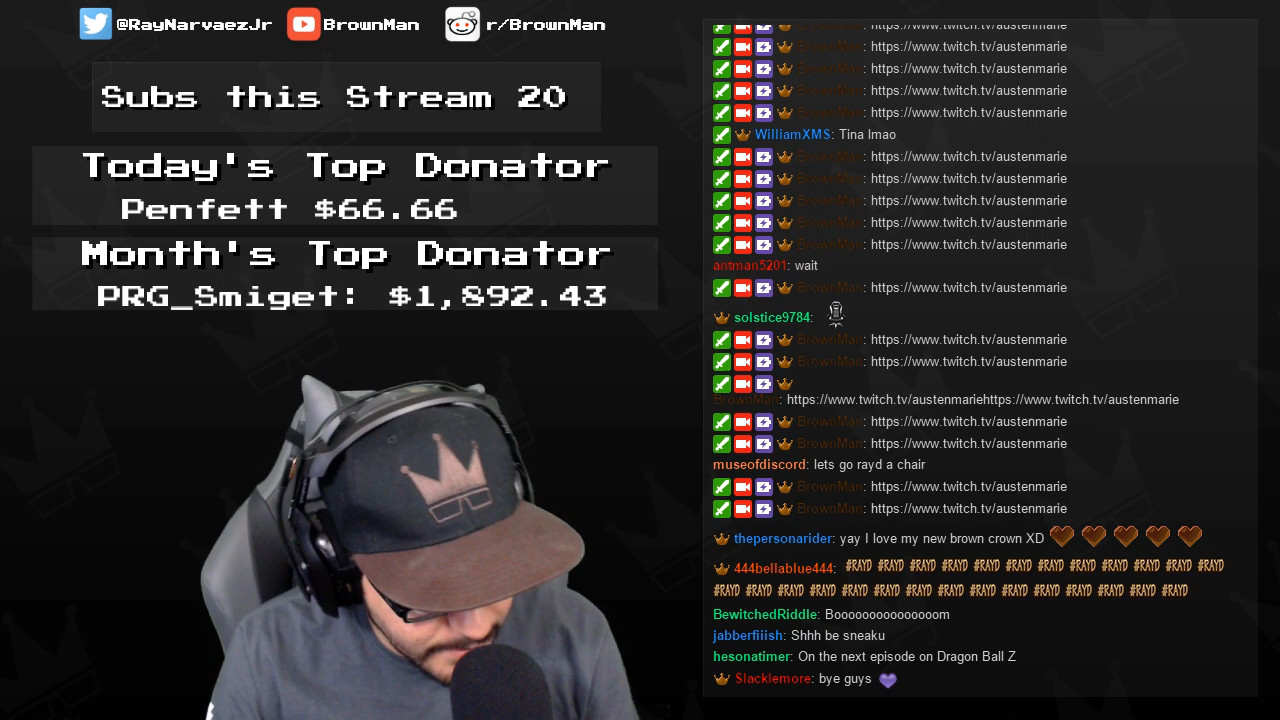 @RayNarvaezJr BrownMan r/BrownMan
Subs this Stream 20
Today's Top Donator
Penfett $66.66
Month's Top Donator
PRG_Smiget: $1,892.43
BrownMan: https://www.twitch.tv/austenmarie
BrownMan: https://www.twitch.tv/austenmarie
BrownMan: https://www.twitch.tv/austenmarie
BrownMan: https://www.twitch.tv/austenmarie
BrownMan: https://www.twitch.tv/austenmarie
WilliamXMS: Tina lmao
BrownMan: https://www.twitch.tv/austenmarie
BrownMan: https://www.twitch.tv/austenmarie
BrownMan: https://www.twitch.tv/austenmarie
BrownMan: https://www.twitch.tv/austenmarie
BrownMan: https://www.twitch.tv/austenmarie
antman5201: wait
BrownMan: https://www.twitch.tv/austenmarie
solstice9784:
BrownMan: https://www.twitch.tv/austenmarie
BrownMan: https://www.twitch.tv/austenmarie
BrownMan: https://www.twitch.tv/austenmariehttps://www.twitch.tv/austenmarie
BrownMan: https://www.twitch.tv/austenmarie
BrownMan: https://www.twitch.tv/austenmarie
museofdiscord: lets go rayd a chair
BrownMan: https://www.twitch.tv/austenmarie
BrownMan: https://www.twitch.tv/austenmarie
thepersonarider: yay I love my new brown crown XD
444bellablue444: #RAYD #RAYD #RAYD #RAYD #RAYD #RAYD #RAYD #RAYD #RAYD #RAYD #RAYD #RAYD
#RAYD #RAYD #RAYD #RAYD #RAYD #RAYD #RAYD #RAYD #RAYD #RAYD #RAYD #RAYD #RAYD #RAYD #RAYD
BewitchedRiddle: Booooooooooooooom
jabberfiiish: Shhh be sneaku
hesonatimer: On the next episode on Dragon Ball Z
Slacklemore: bye guys